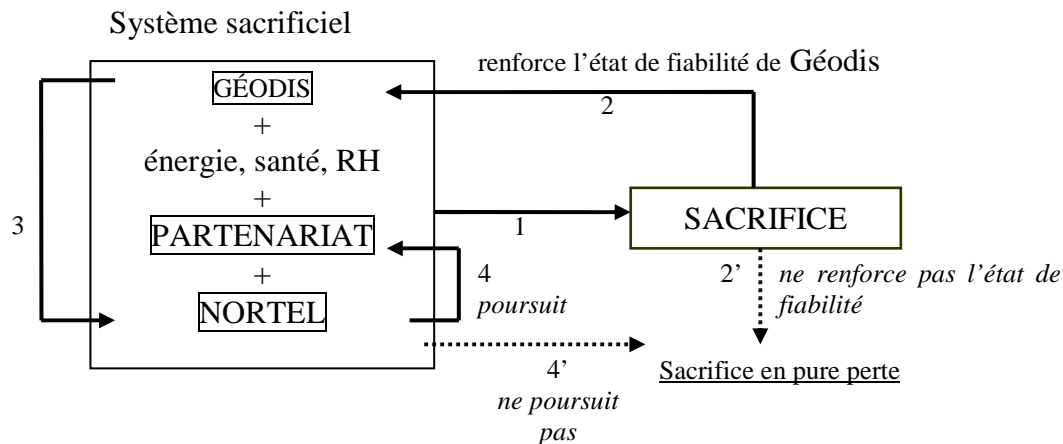 Système sacrificiel
renforce l’état de fiabilité de Géodis
GÉODIS
2
+
énergie, santé, RH
+
3
1
SACRIFICE
PARTENARIAT
+
4
poursuit
2’
ne renforce pas l’état de
fiabilité
NORTEL
4’
ne poursuit
pas
Sacrifice en pure perte